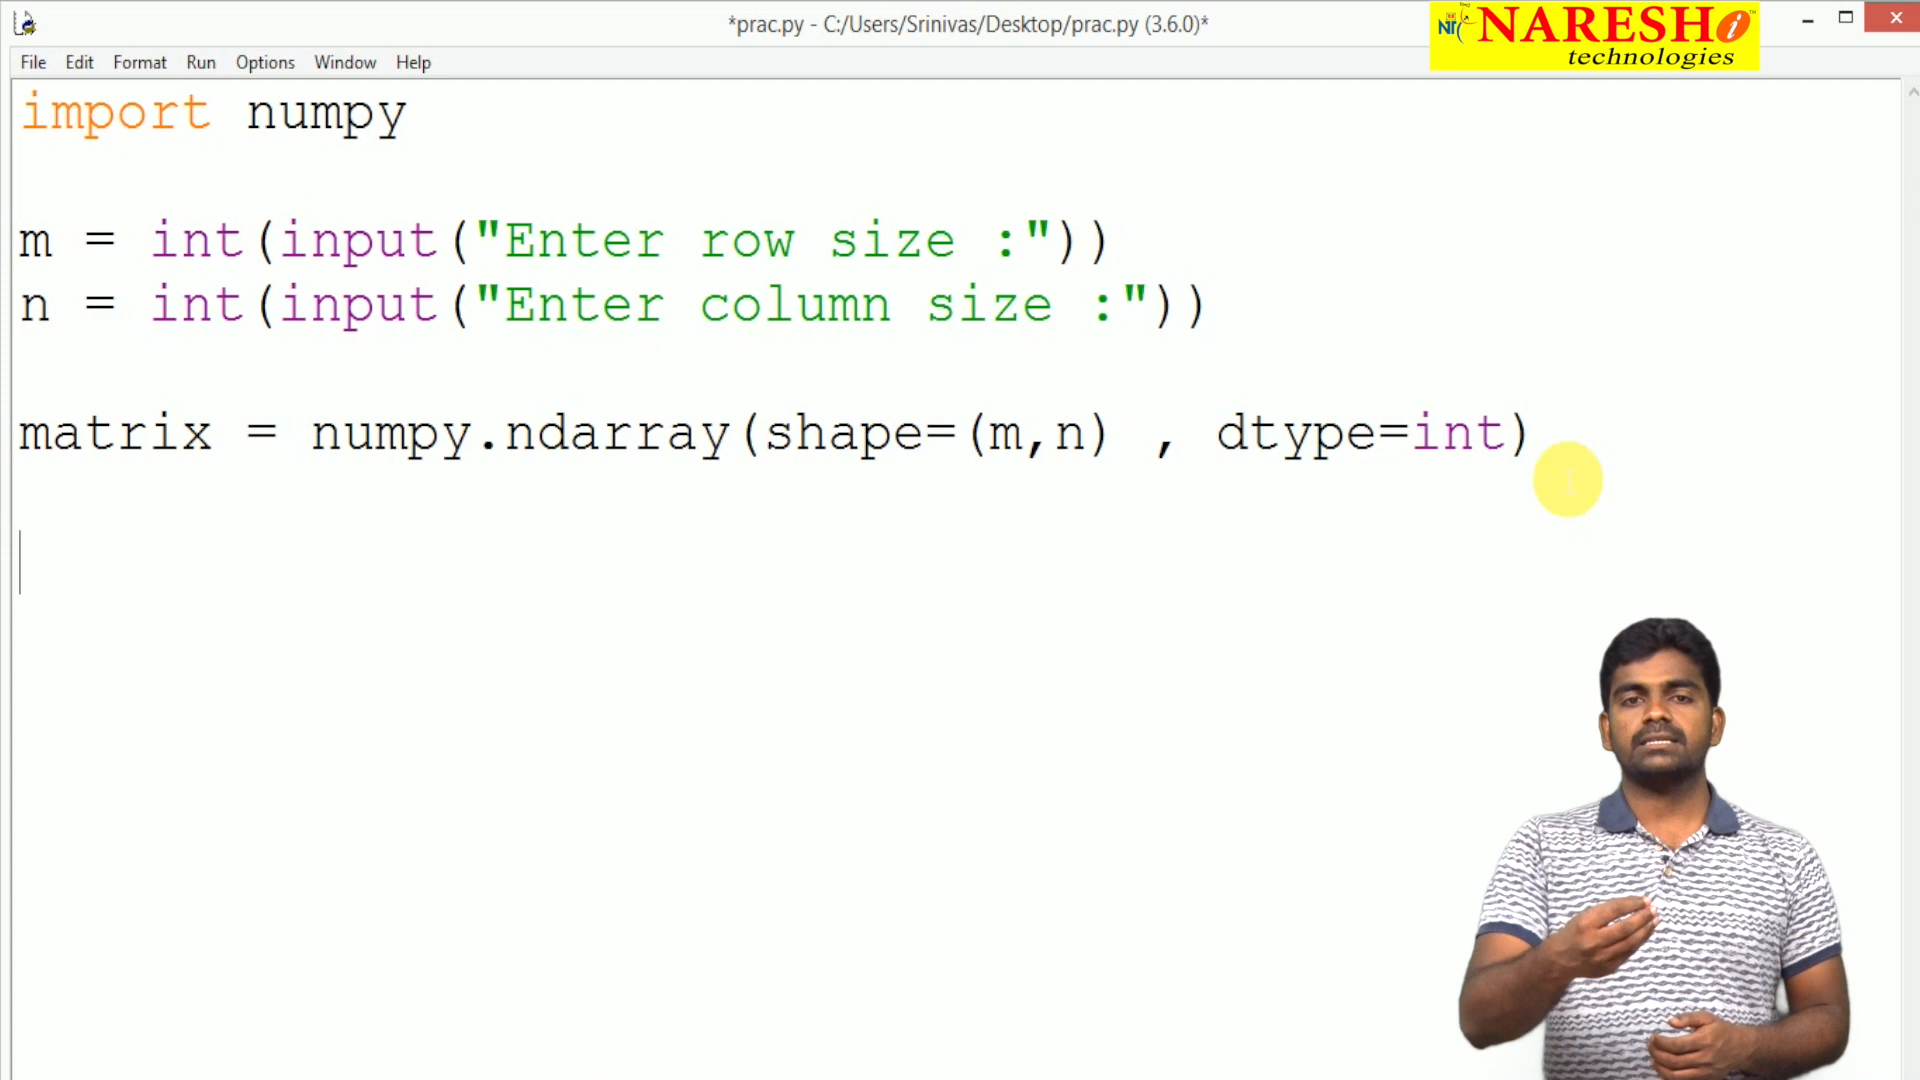 *prac.py - C:/Users/Srinivas/Desktop/prac.py (3.6.0)*
NARESH i
technologies
File Edit Format Run Options Window Help
import numpy
m = int(input("Enter row size :"))
n = int(input("Enter column size :"))
matrix = numpy.ndarray(shape=(m,n) , dtype=int)